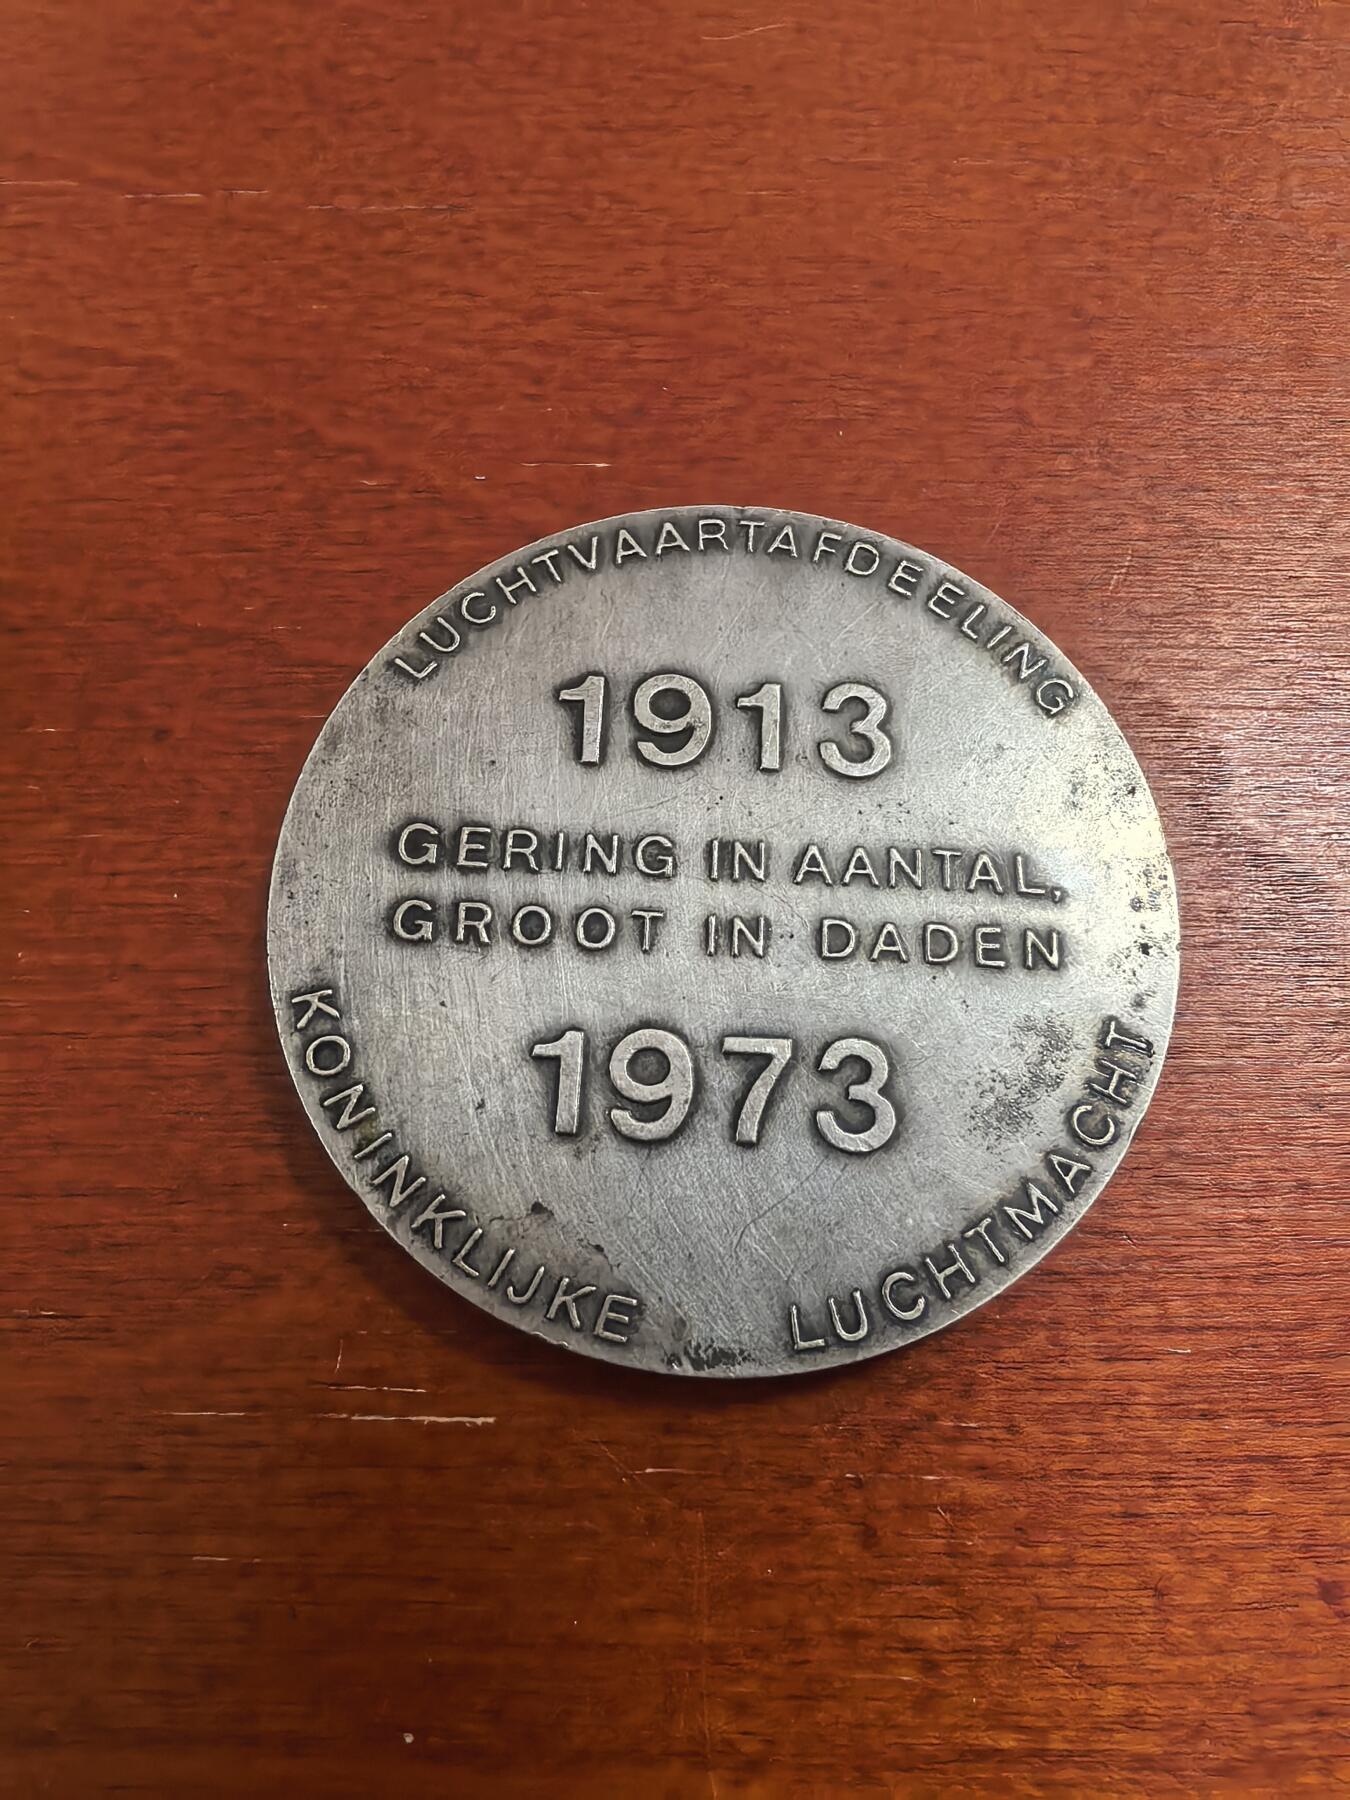 LUCHTVAARTAFDEELING
1913
GERING IN AANTAL,
GROOT IN DADEN
1973
KONINKLIJKE LUCHTMACHT